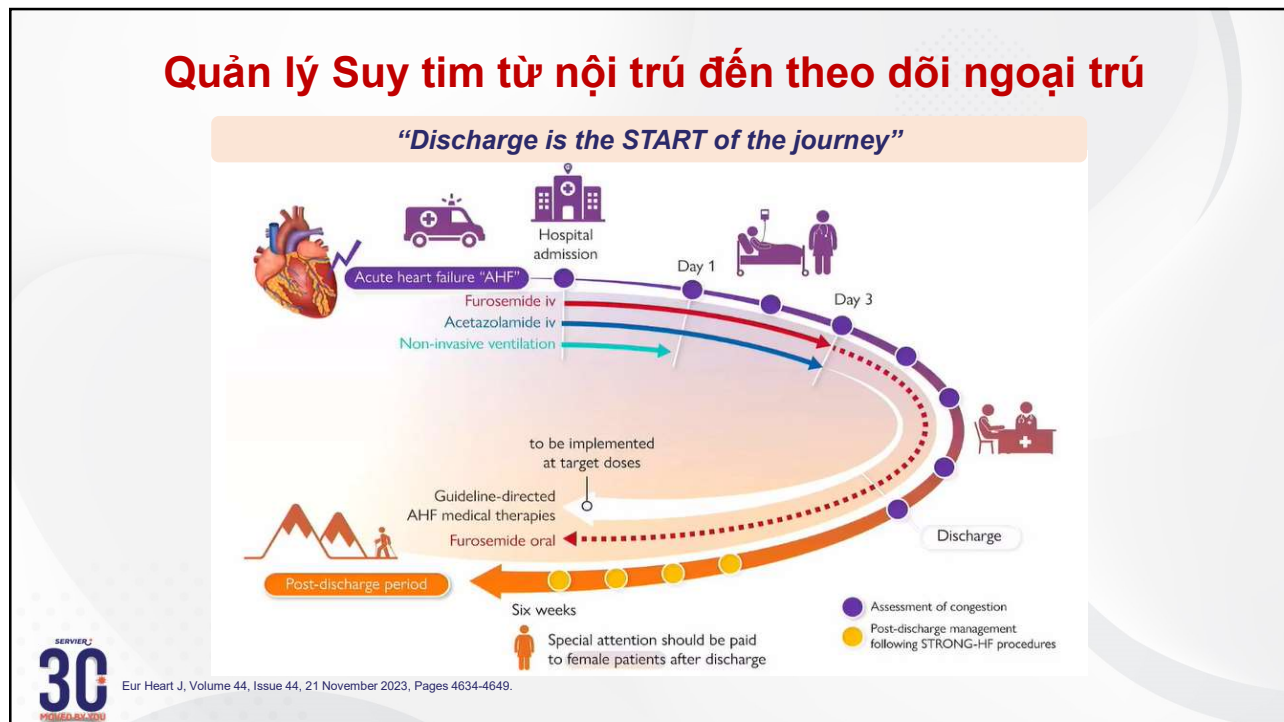 Quản lý Suy tim từ nội trú đến theo dõi ngoại trú
“Discharge is the START of the journey”
Hospital
admission
Acute heart failure “AHF”
Day 1
Day 3
Furosemide iv
Acetazolamide iv
Non-invasive ventilation
to be implemented
at target doses
Guideline-directed
AHF medical therapies
Furosemide oral
Discharge
Post-discharge period
Six weeks
Special attention should be paid
to female patients after discharge
Assessment of congestion
Post-discharge management
following STRONG-HF procedures
SERVIER
30
MOVED BY YOU
Eur Heart J, Volume 44, Issue 44, 21 November 2023, Pages 4634-4649.